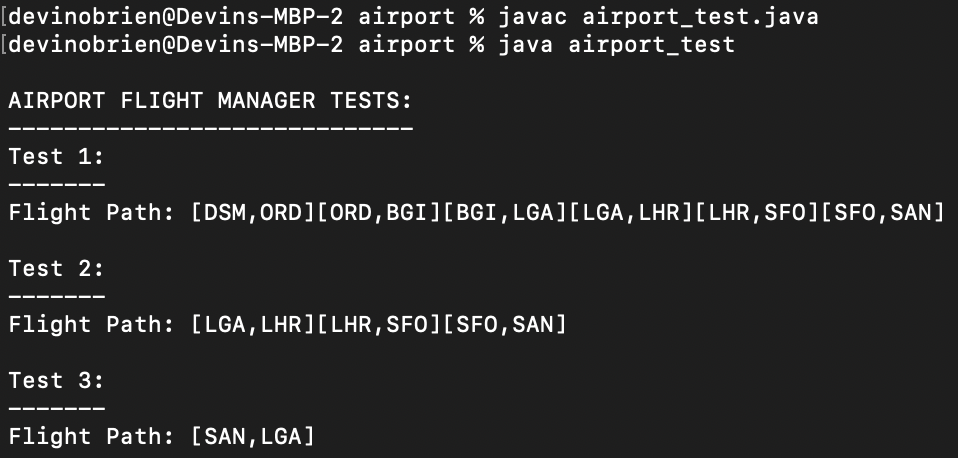 [devinobrien@Devins-MBP-2 airport % javac airport_test.java
[devinobrien@Devins-MBP-2 airport % java airport_test
AIRPORT FLIGHT MANAGER TESTS:
-----------------------------
Test 1:
-------
Flight Path: [DSM,ORD][ORD,BGI][BGI,LGA][LGA,LHR][LHR,SFO][SFO,SAN]
Test 2:
-------
Flight Path: [LGA,LHR][LHR,SFO][SFO,SAN]
Test 3:
-------
Flight Path: [SAN,LGA]